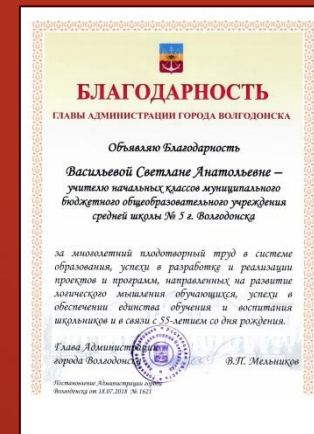 БЛАГОДАРНОСТЬ
ГЛАВЫ АДМИНИСТРАЦИИ ГОРОДА ВОЛГОДОНСКА
Объявляю Благодарность
Васильевой Светлане Анатольевне –
учителю начальных классов муниципального
бюджетного общеобразовательного учреждения
средней школы № 5 г. Волгодонска
за многолетний плодотворный труд в системе
образования, успехи в разработке и реализации
проектов и программ, направленных на развитие
логического мышления обучающихся, успехи в
обеспечении единства обучения и воспитания
школьников и в связи с 55-летием со дня рождения.
Глава Администрации
города Волгодонска В.П. Мельников
Постановление Администрации города
Волгодонска от 18.07.2018 № 1621